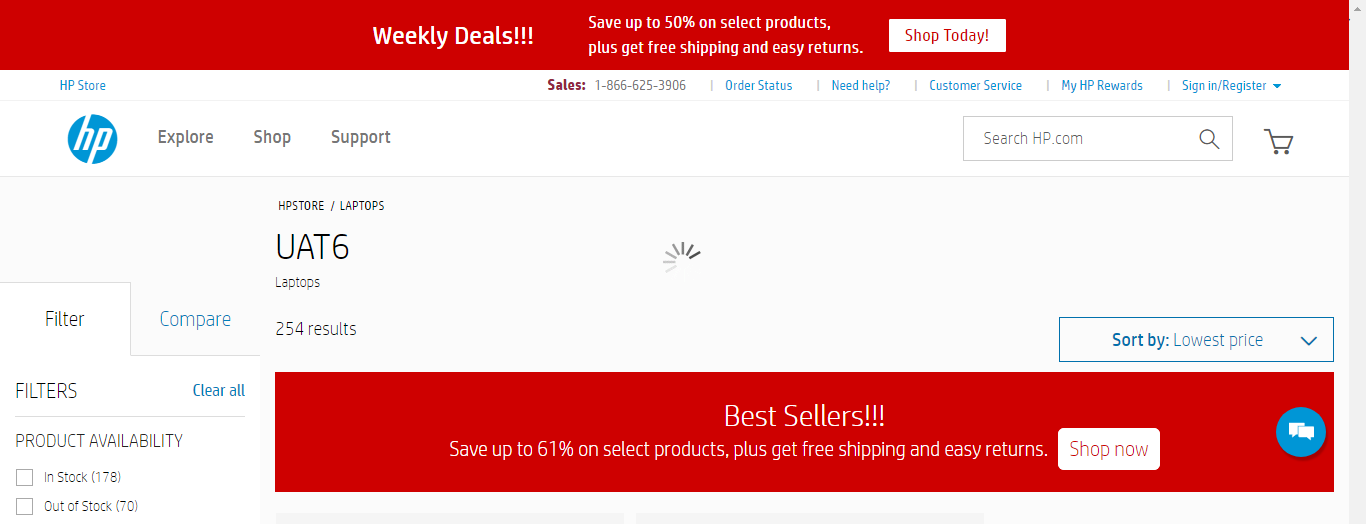 Weekly Deals!!!
Save up to 50% on select products,
plus get free shipping and easy returns.
Shop Today!
HP Store
Sales: 1-866-625-3906
Order Status
Need help?
Customer Service
My HP Rewards
Sign in/Register
hp
Explore
Shop
Support
Search HP.com
HPSTORE / LAPTOPS
UAT6
Laptops
254 results
Filter
Compare
Sort by: Lowest price
FILTERS
Clear all
PRODUCT AVAILABILITY
In Stock (178)
Out of Stock (70)
Best Sellers!!!
Save up to 61% on select products, plus get free shipping and easy returns.
Shop now